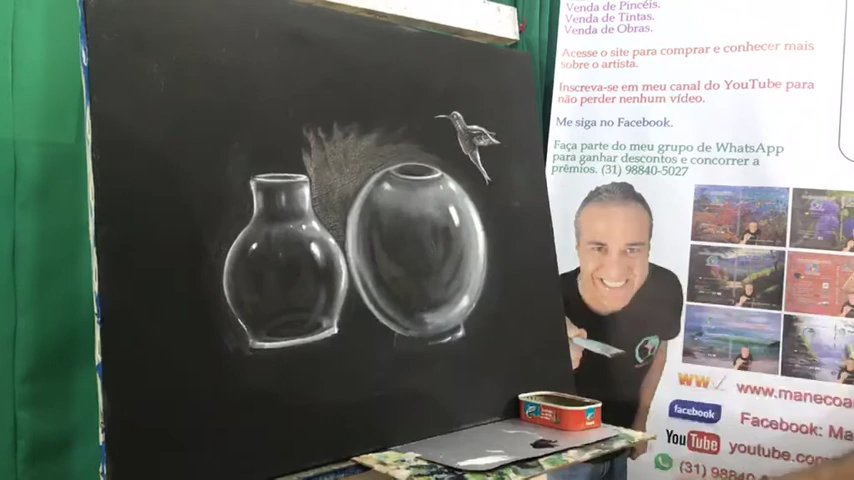 Venda de Pincéis.
Venda de Tintas.
Venda de Obras.
Acesse o site para comprar e conhecer mais
sobre o artista.
Inscreva-se em meu canal do YouTube para
não perder nenhum vídeo.
Me siga no Facebook.
Faça parte do meu grupo de WhatsApp
para ganhar descontos e concorrer a
prêmios. (31) 98840-5027
www.manecoa
facebook
Facebook.com: Ma
YouTube
youtube.com
(31) 98840